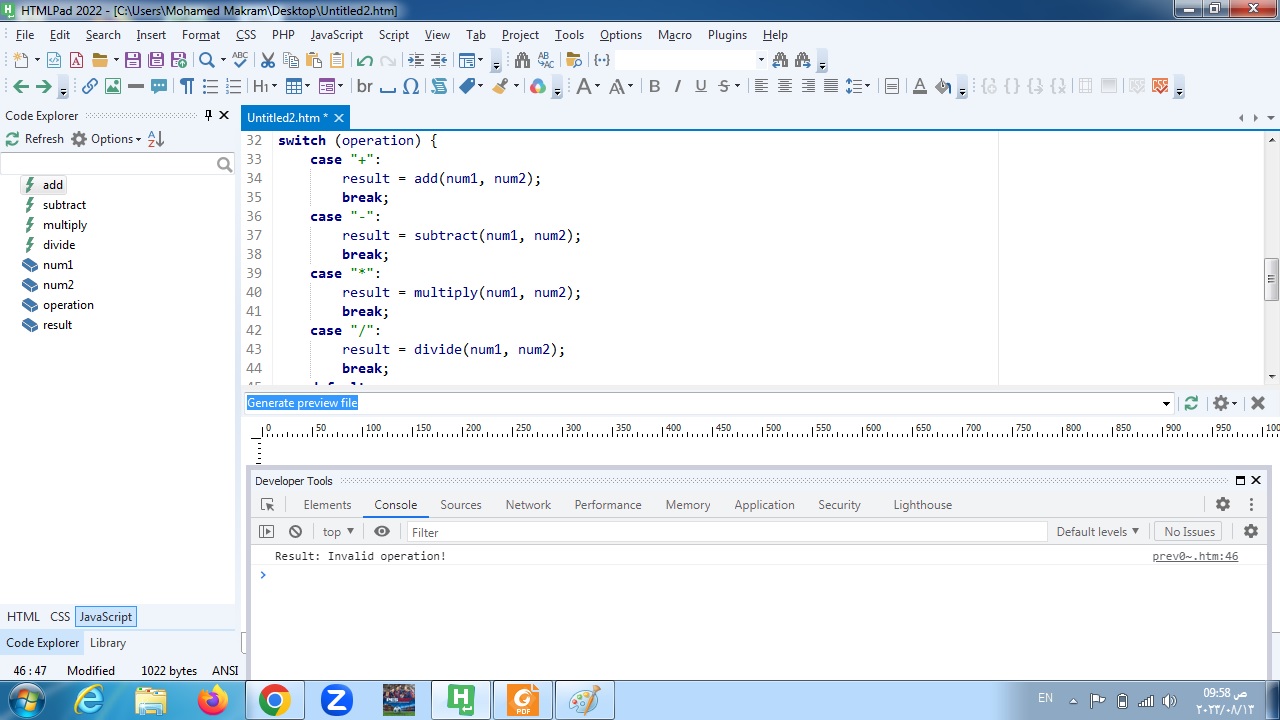 HTMLPad 2022 - [C:\Users\Mohamed Makram\Desktop\Untitled2.htm]
File Edit Search Insert Format CSS PHP JavaScript Script View Tab Project Tools Options Macro Plugins Help
ABC
H1 br Ω A A B I U S A
Code Explorer
Refresh Options
add
subtract
multiply
divide
num1
num2
operation
result
HTML CSS JavaScript
Code Explorer Library
46 : 47 Modified 1022 bytes ANSI
Untitled2.htm *
32 switch (operation) {
33 case "+":
34 result = add(num1, num2);
35 break;
36 case "-":
37 result = subtract(num1, num2);
38 break;
39 case "*":
40 result = multiply(num1, num2);
41 break;
42 case "/":
43 result = divide(num1, num2);
44 break;
Generate preview file
0 50 100 150 200 250 300 350 400 450 500 550 600 650 700 750 800 850 900 950 100
Developer Tools
Elements Console Sources Network Performance Memory Application Security Lighthouse
top Filter Default levels No Issues
Result: Invalid operation! prev0~.htm:46
>
PDF
EN
09:58 ص
٢٠٢٣/٠٨/١٣